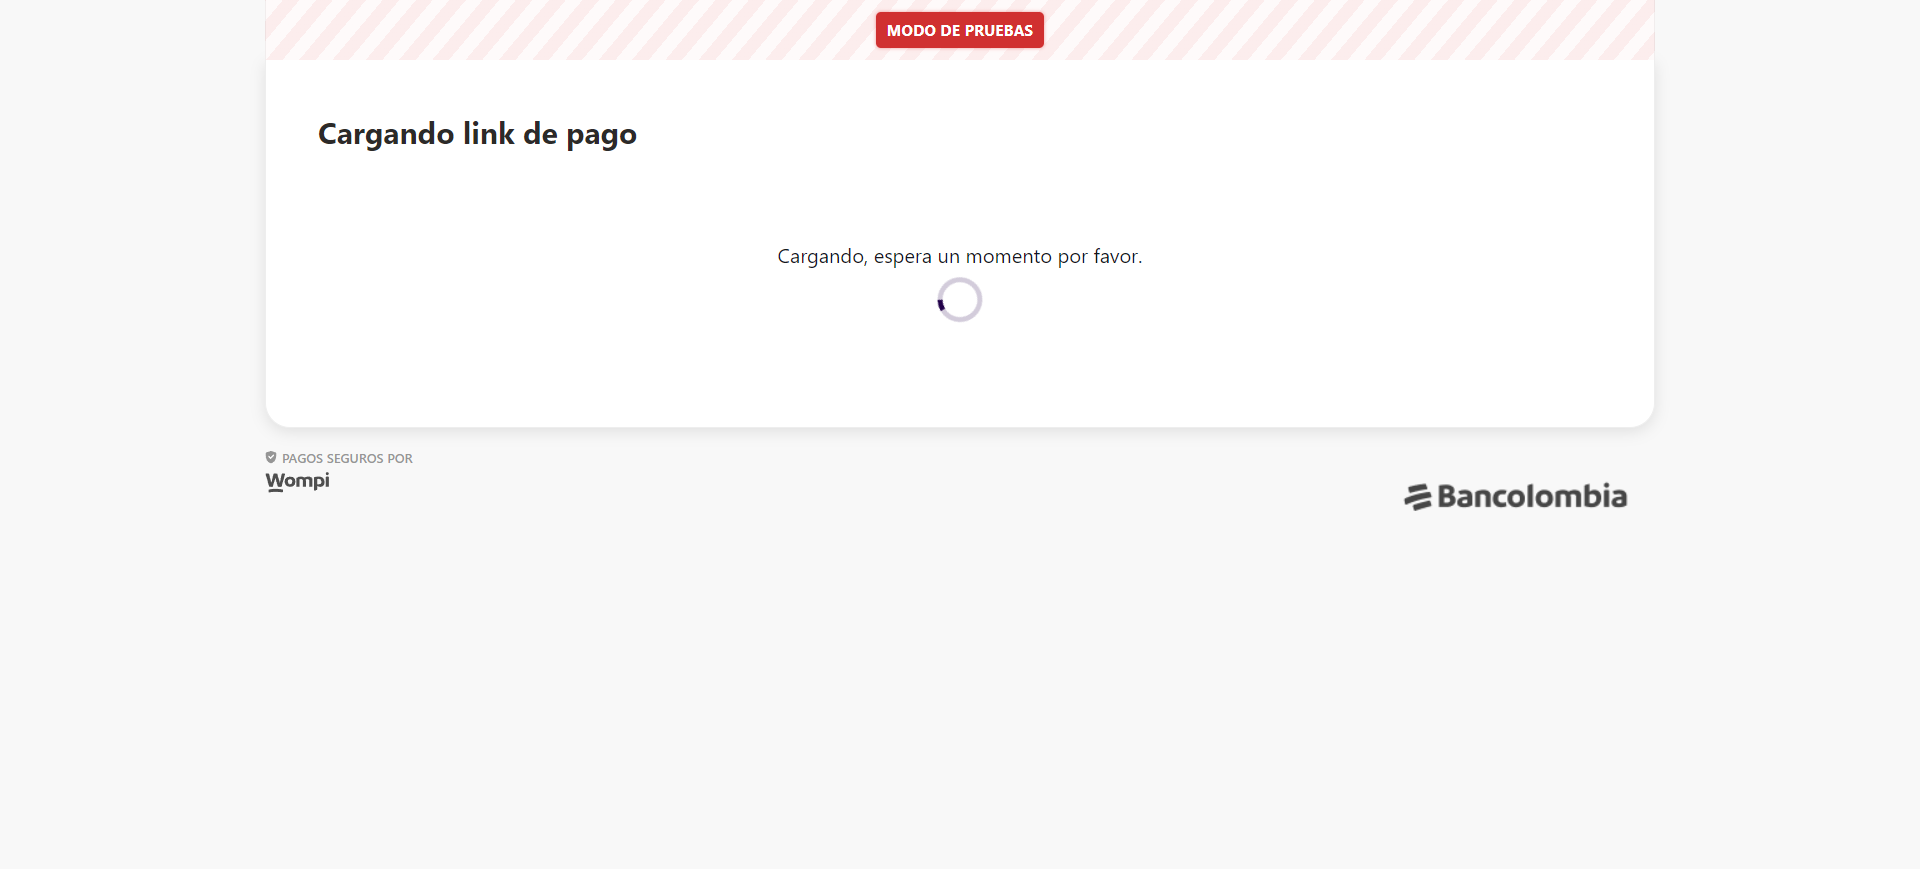 MODO DE PRUEBAS
Cargando link de pago
Cargando, espera un momento por favor.
PAGOS SEGUROS POR
Wompi
Bancolombia